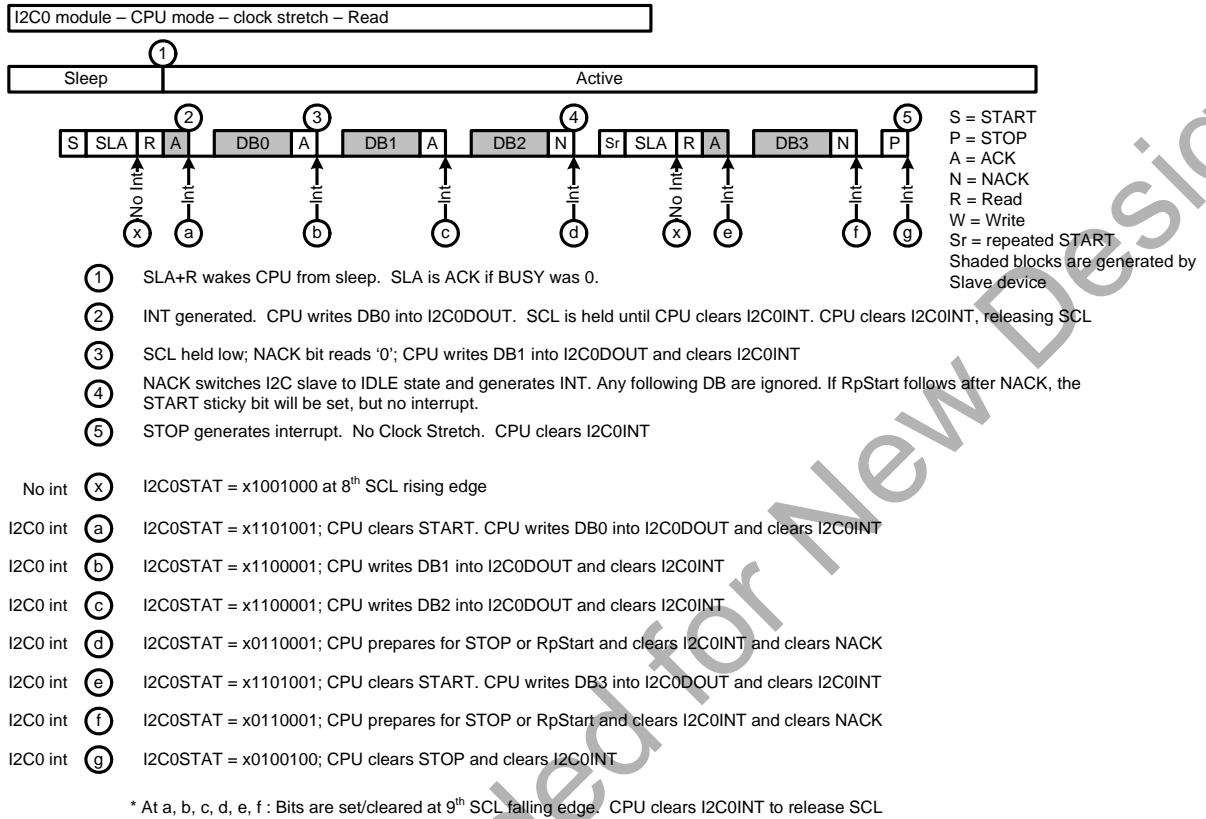 I2C0 module – CPU mode – clock stretch – Read
1
Sleep Active
2 3 4 5
S SLA R A DB0 A DB1 A DB2 N Sr SLA R A DB3 N P
No Int Int Int Int Int No Int Int Int Int
x a b c d x e f g
S = START
P = STOP
A = ACK
N = NACK
R = Read
W = Write
Sr = repeated START
Shaded blocks are generated by
Slave device
1 SLA+R wakes CPU from sleep. SLA is ACK if BUSY was 0.
2 INT generated. CPU writes DB0 into I2C0DOUT. SCL is held until CPU clears I2C0INT. CPU clears I2C0INT, releasing SCL
3 SCL held low; NACK bit reads ‘0’; CPU writes DB1 into I2C0DOUT and clears I2C0INT
4 NACK switches I2C slave to IDLE state and generates INT. Any following DB are ignored. If RpStart follows after NACK, the
START sticky bit will be set, but no interrupt.
5 STOP generates interrupt. No Clock Stretch. CPU clears I2C0INT
No int x I2C0STAT = x1001000 at 8th SCL rising edge
I2C0 int a I2C0STAT = x1101001; CPU clears START. CPU writes DB0 into I2C0DOUT and clears I2C0INT
I2C0 int b I2C0STAT = x1100001; CPU writes DB1 into I2C0DOUT and clears I2C0INT
I2C0 int c I2C0STAT = x1100001; CPU writes DB2 into I2C0DOUT and clears I2C0INT
I2C0 int d I2C0STAT = x0110001; CPU prepares for STOP or RpStart and clears I2C0INT and clears NACK
I2C0 int e I2C0STAT = x1101001; CPU clears START. CPU writes DB3 into I2C0DOUT and clears I2C0INT
I2C0 int f I2C0STAT = x0110001; CPU prepares for STOP or RpStart and clears I2C0INT and clears NACK
I2C0 int g I2C0STAT = x0100100; CPU clears STOP and clears I2C0INT
* At a, b, c, d, e, f : Bits are set/cleared at 9th SCL falling edge. CPU clears I2C0INT to release SCL
for New